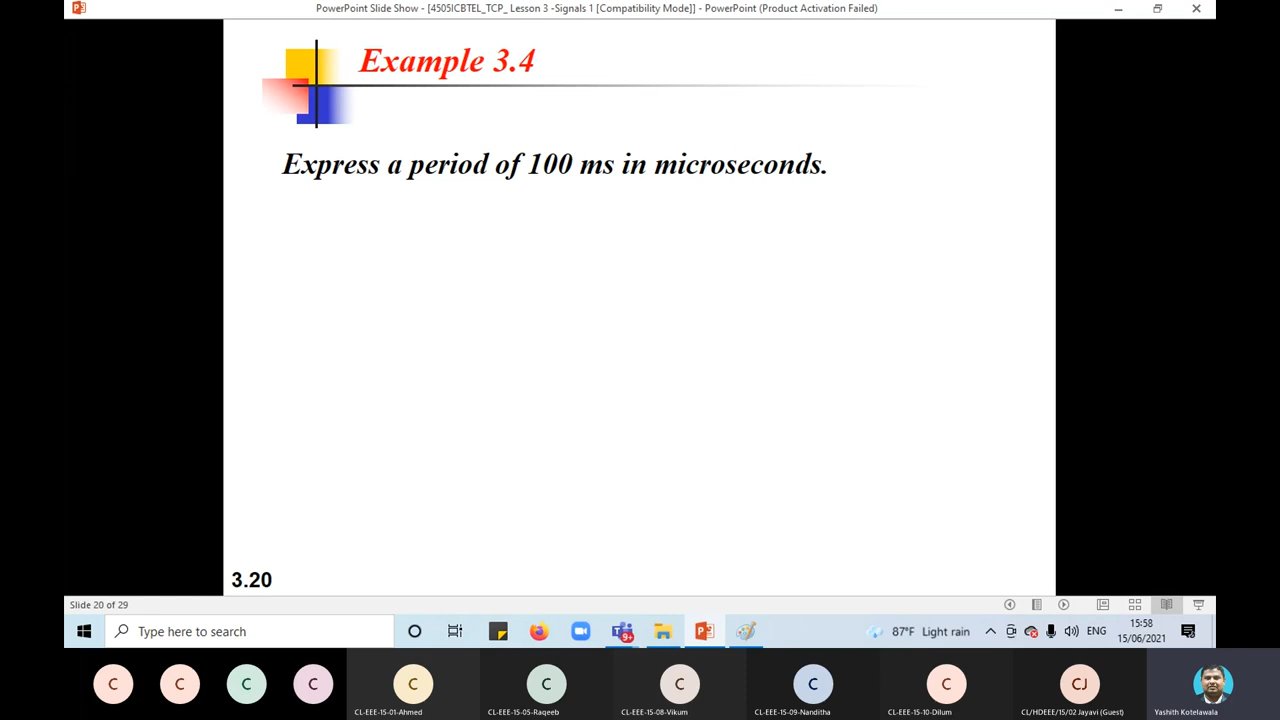 PowerPoint Slide Show - [4505ICBTEL_TCP_ Lesson 3 -Signals 1 [Compatibility Mode]] - PowerPoint (Product Activation Failed)
Example 3.4
Express a period of 100 ms in microseconds.
3.20
Slide 20 of 29
Type here to search
9+
87°F Light rain
ENG
15:58
15/06/2021
C
C
C
C
C
C
C
C
C
CJ
CL-EEE-15-01-Ahmed
CL-EEE-15-05-Raqeeb
CL-EEE-15-08-Vikum
CL-EEE-15-09-Nanditha
CL-EEE-15-10-Dilum
CL/HDEEE/15/02 Jayavi (Guest)
Yashith Kotelawala